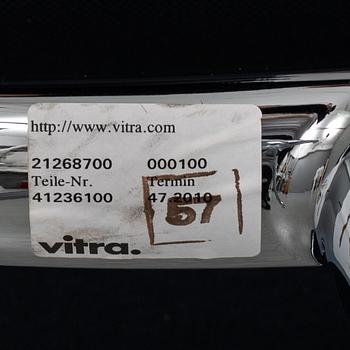 http://www.vitra.com
21268700 000100
Teile-Nr. Termin
41236100 47.2010
57
vitra.